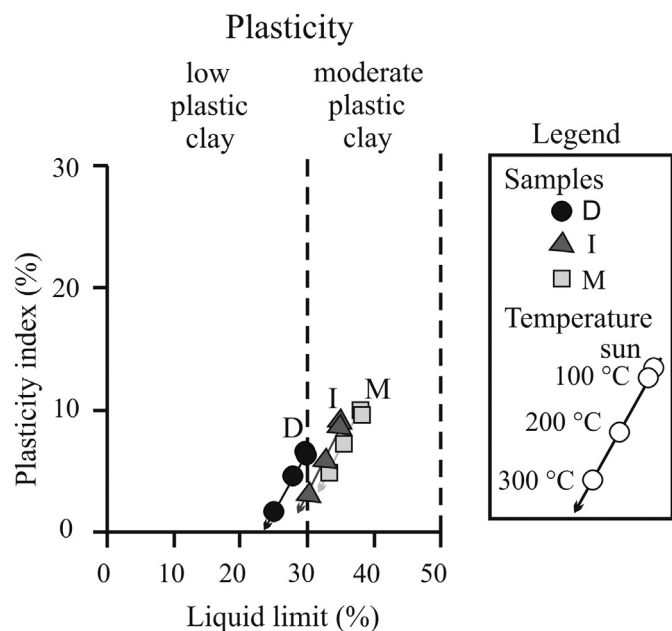 Plasticity
low
plastic
clay
moderate
plastic
clay
Plasticity index (%)
30
20
10
0
D
I
M
0
10
20
30
40
50
Liquid limit (%)
Legend
Samples
D
I
M
Temperature
sun
100 °C
200 °C
300 °C